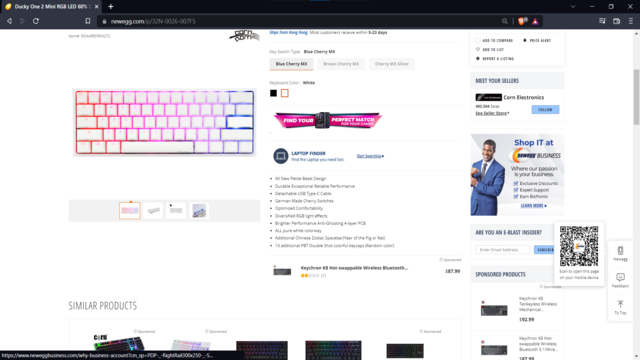 Ducky One 2 Mini RGB LED 60%
newegg.com/p/32N-0026-007F5
Home
Corn
Ships from Hong Kong. Most customers receive within 5-23 days.
Key Switch Type: Blue Cherry MX
Blue Cherry MX
Brown Cherry MX
Cherry MX Silver
Keyboard Color: White
FIND YOUR PERFECT MATCH
LAPTOP FINDER
Find the Laptop you need fast.
Start Searching
All New Petite Bezel Design
Durable Exceptional Reliable Performance
Detachable USB Type-C Cable
German Made Cherry Switches
Optimized Comfortability
Diversified RGB light effects
Brighter Performance Anti-Ghosting 4-layer PCB
ALL pure white colorway
Additional Chinese Zodiac Spacebar(Year of the Pig or Rat)
10 additional PBT Double Shot colorful keycaps (Random color)
Sponsored
Keychron K8 Hot-swappable Wireless Bluetooth...
$87.99
ADD TO COMPARE
PRICE ALERT
ADD TO LIST
REPORT A LISTING
MEET YOUR SELLERS
Corn Electronics
FOLLOW
See Seller Store
Shop IT at
newegg BUSINESS
Where our passion
is your business.
Exclusive Discounts
Expert Support
Earn BizPoints
LEARN MORE
ARE YOU AN E-BLAST INSIDER?
Enter Email Address
Scan to open this page
on your mobile device
Newegg
Feedback
To Top
SPONSORED PRODUCTS
Sponsored
Keychron K8
Tenkeyless Wireless
Mechanical...
$92.99
Sponsored
Keychron K8 Hot-
swappable Wireless
Bluetooth 5.1/Wire...
$87.99
SIMILAR PRODUCTS
Sponsored
Sponsored
Corn
https://www.neweggbusiness.com/why-business-account?cm_sp=PDP-_-RightRail300x250-_-S...